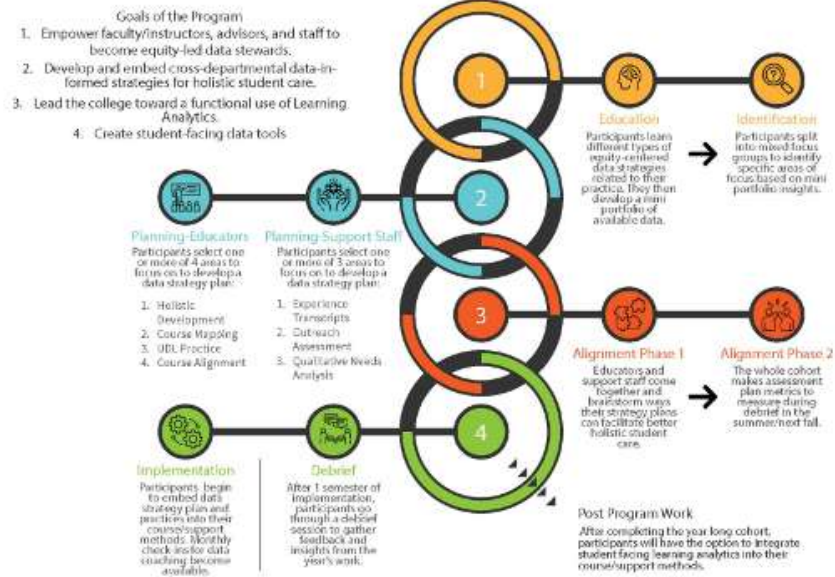 Goals of the Program
1. Empower faculty/instructors, advisors, and staff to
become equity-led data stewards.
2. Develop and embed cross-departmental data-in-
formed strategies for holistic student care.
3. Lead the college toward a functional use of Learning
Analytics.
4. Create student-facing data tools
1
Education
Participants learn
different types of
equity-centered
data strategies
related to their
practice. They then
develop a mini
portfolio of
available data.
Identification
Participants split
into mixed focus
groups to identify
specific areas of
focus based on mini
portfolio insights.
2
Planning-Educators
Participants select one
or more of 4 areas to
focus on to develop a
data strategy plan:
1. Holistic
Development
2. Course Mapping
3. UDL Practice
4. Course Alignment
Planning-Support Staff
Participants select one
or more of 3 areas to
focus on to develop a
data strategy plan:
1. Experience
Transcripts
2. Outreach
Assessment
3. Qualitative Needs
Analysis
3
Alignment Phase 1
Educators and
support staff come
together and
brainstorm ways
their strategy plans
can facilitate better
holistic student
care.
Alignment Phase 2
The whole cohort
makes assessment
plan metrics to
measure during
debrief in the
summer/next fall.
4
Implementation
Participants begin
to embed data
strategy plan and
practices into their
course/support
methods. Monthly
check ins for data
coaching become
available.
Debrief
After 1 semester of
implementation,
participants go
through a debrief
session to gather
feedback and
insights from the
year's work.
Post Program Work
After completing the year long cohort,
participants will have the option to integrate
student facing learning analytics into their
course/support methods.